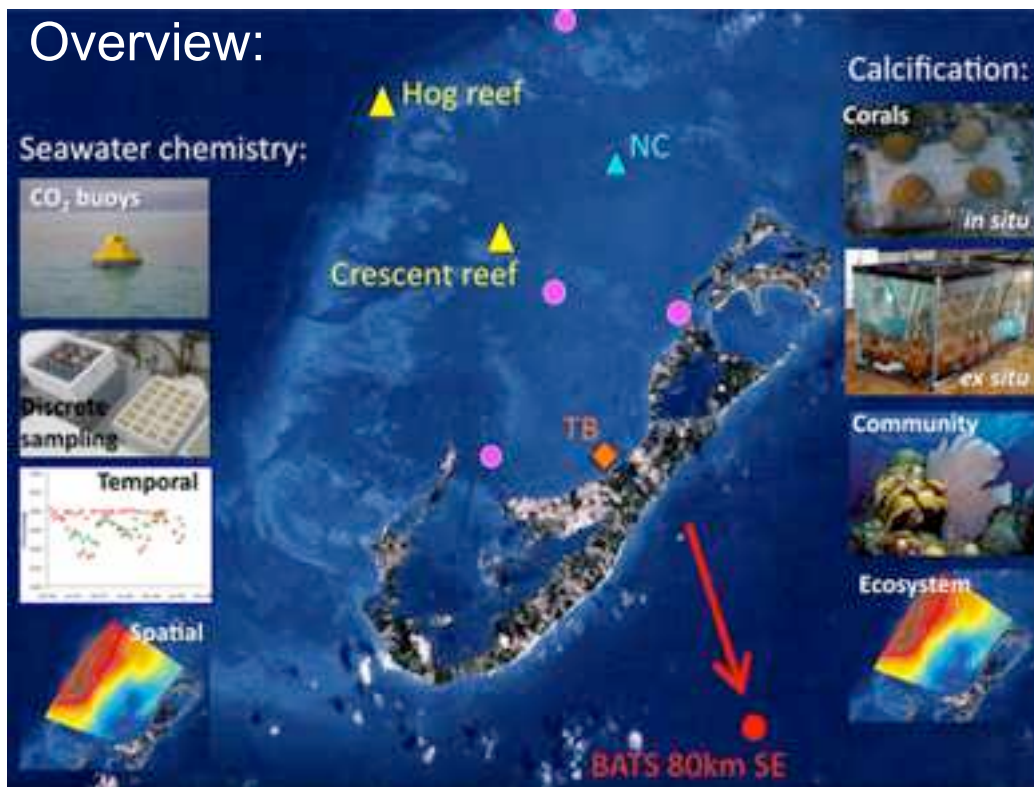 Overview:
Seawater chemistry:
CO₂ buoys
Discrete
sampling
Temporal
Spatial
Hog reef
NC
Crescent reef
TB
BATS 80km SE
Calcification:
Corals
in situ
ex situ
Community
Ecosystem